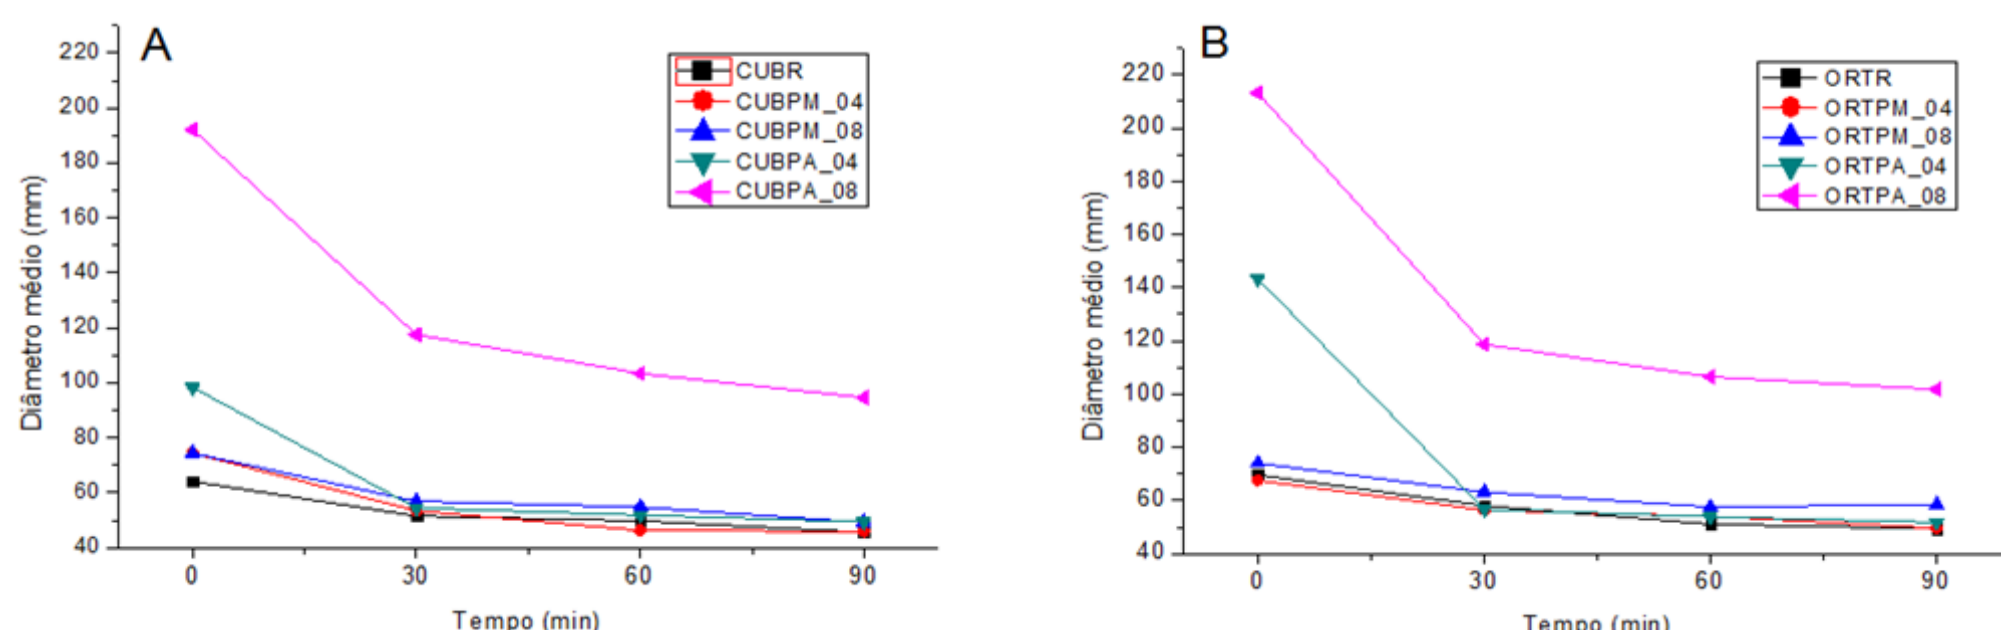 A
220
200
180
160
140
120
100
80
60
40
Diâmetro médio (mm)
CUBR
CUBPM_04
CUBPM_08
CUBPA_04
CUBPA_08
0 30 60 90
Tempo (min)
B
220
200
180
160
140
120
100
80
60
40
Diâmetro médio (mm)
ORTR
ORTPM_04
ORTPM_08
ORTPA_04
ORTPA_08
0 30 60 90
Tempo (min)